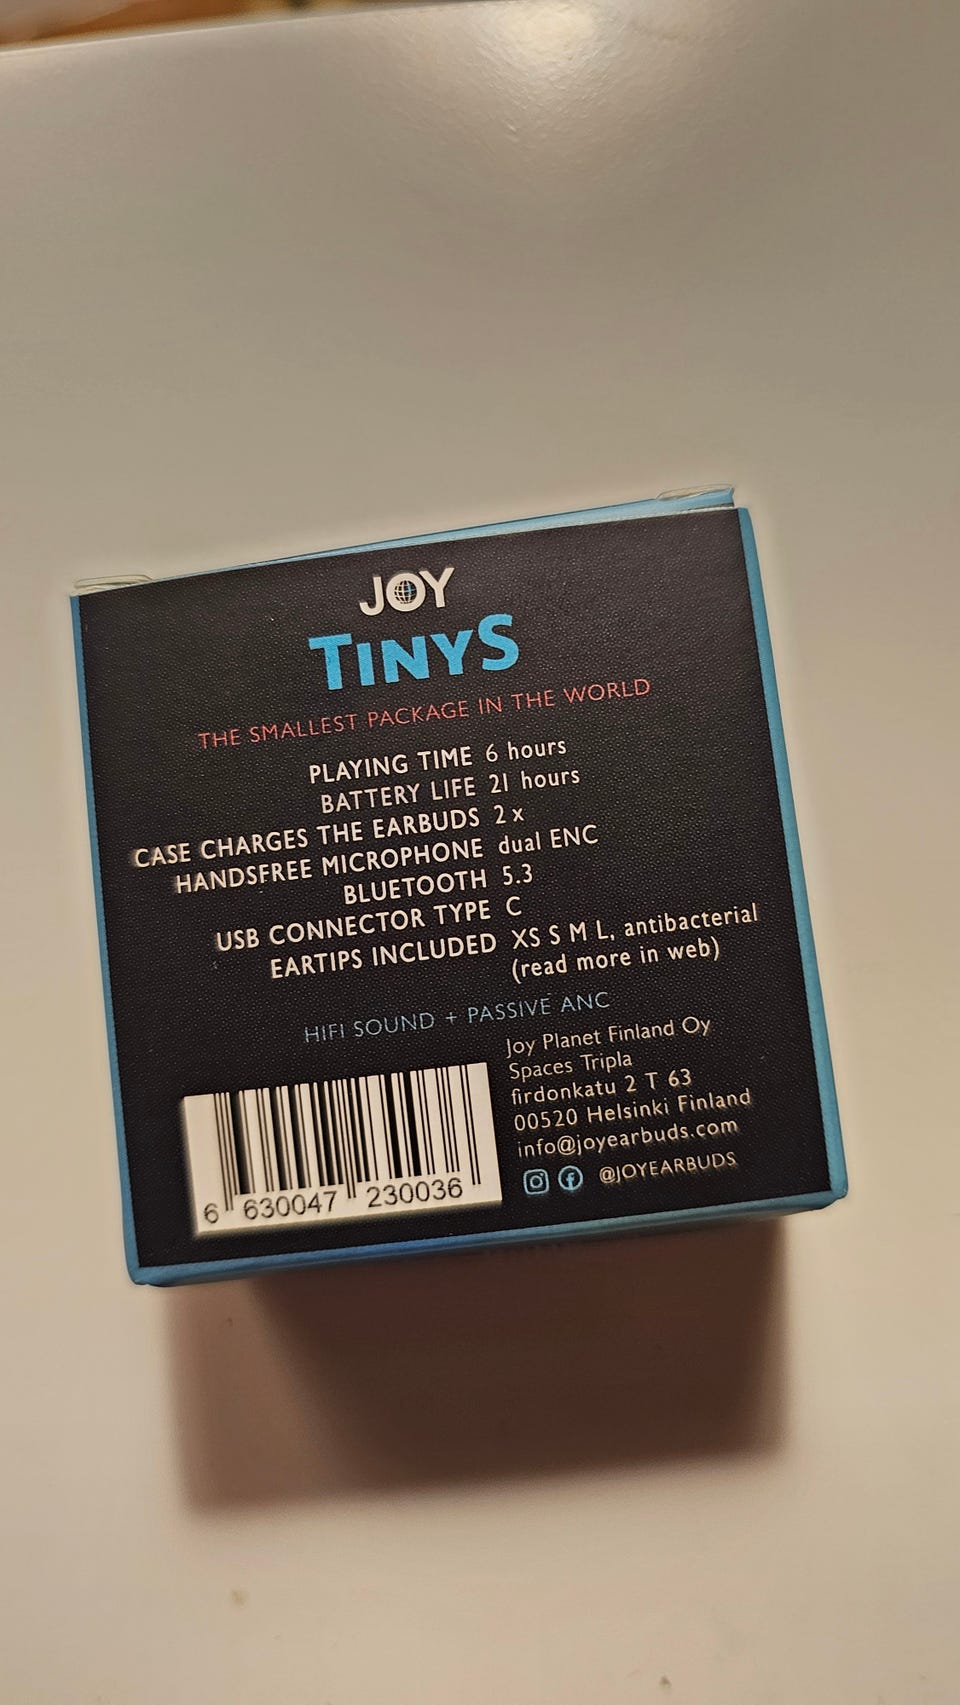 JOY
TINYS
THE SMALLEST PACKAGE IN THE WORLD
PLAYING TIME 6 hours
BATTERY LIFE 21 hours
CASE CHARGES THE EARBUDS 2 x
HANDSFREE MICROPHONE dual ENC
BLUETOOTH 5.3
USB CONNECTOR TYPE C
EARTIPS INCLUDED XS S M L, antibacterial
(read more in web)
HIFI SOUND + PASSIVE ANC
Joy Planet Finland Oy
Spaces Tripla
firdonkatu 2 T 63
00520 Helsinki Finland
info@joyearbuds.com
@JOYEARBUDS
6 630047 230036